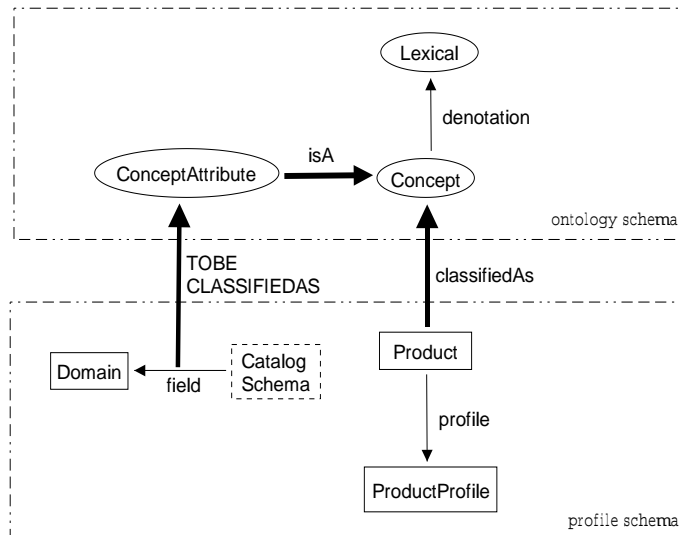 Lexical
denotation
isA
ConceptAttribute
Concept
ontology schema
TOBE
CLASSIFIEDAS
classifiedAs
Domain
field
Catalog
Schema
Product
profile
ProductProfile
profile schema